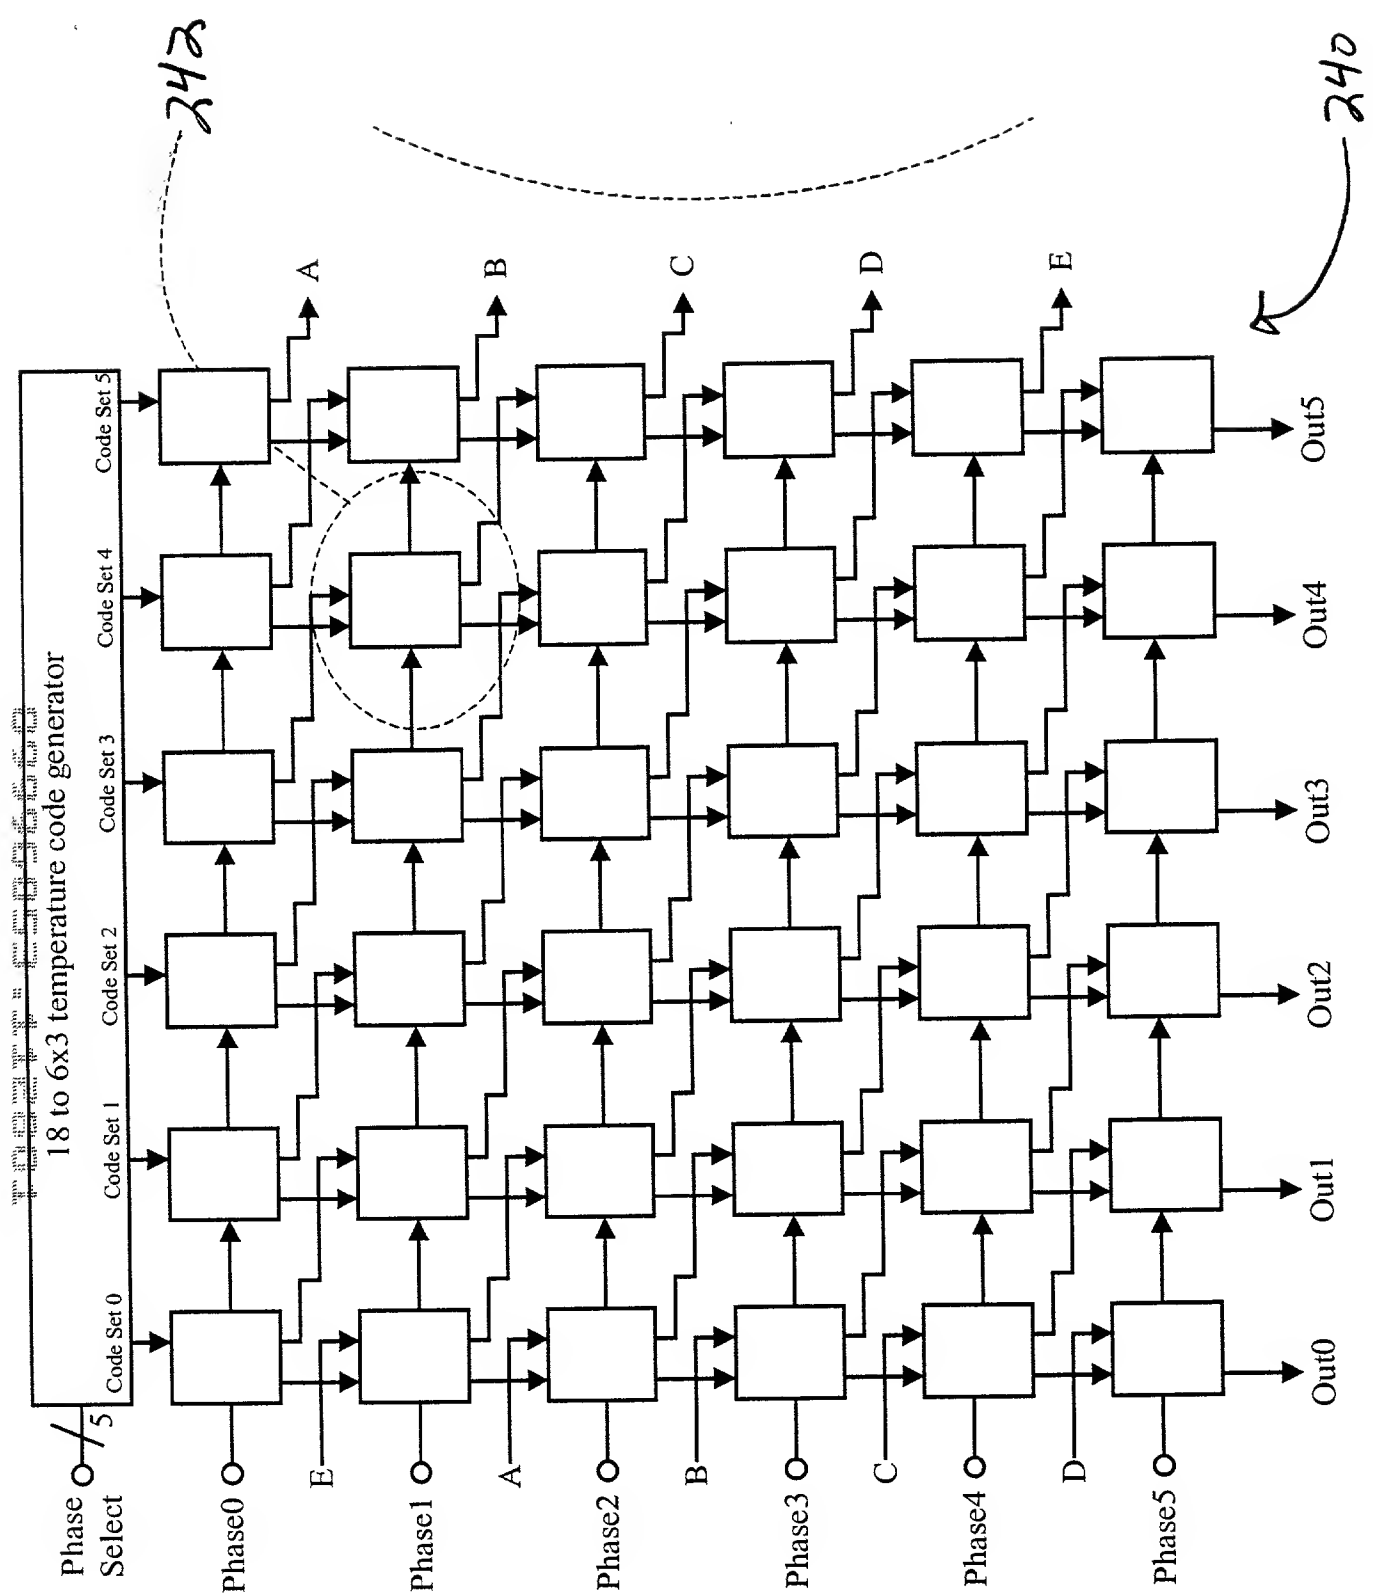 242
240
18 to 6x3 temperature code generator
Code Set 0
Code Set 1
Code Set 2
Code Set 3
Code Set 4
Code Set 5
Phase
Select
5
Phase0
E
A
Phase1
A
B
Phase2
B
C
Phase3
C
D
Phase4
D
E
Phase5
Out0
Out1
Out2
Out3
Out4
Out5